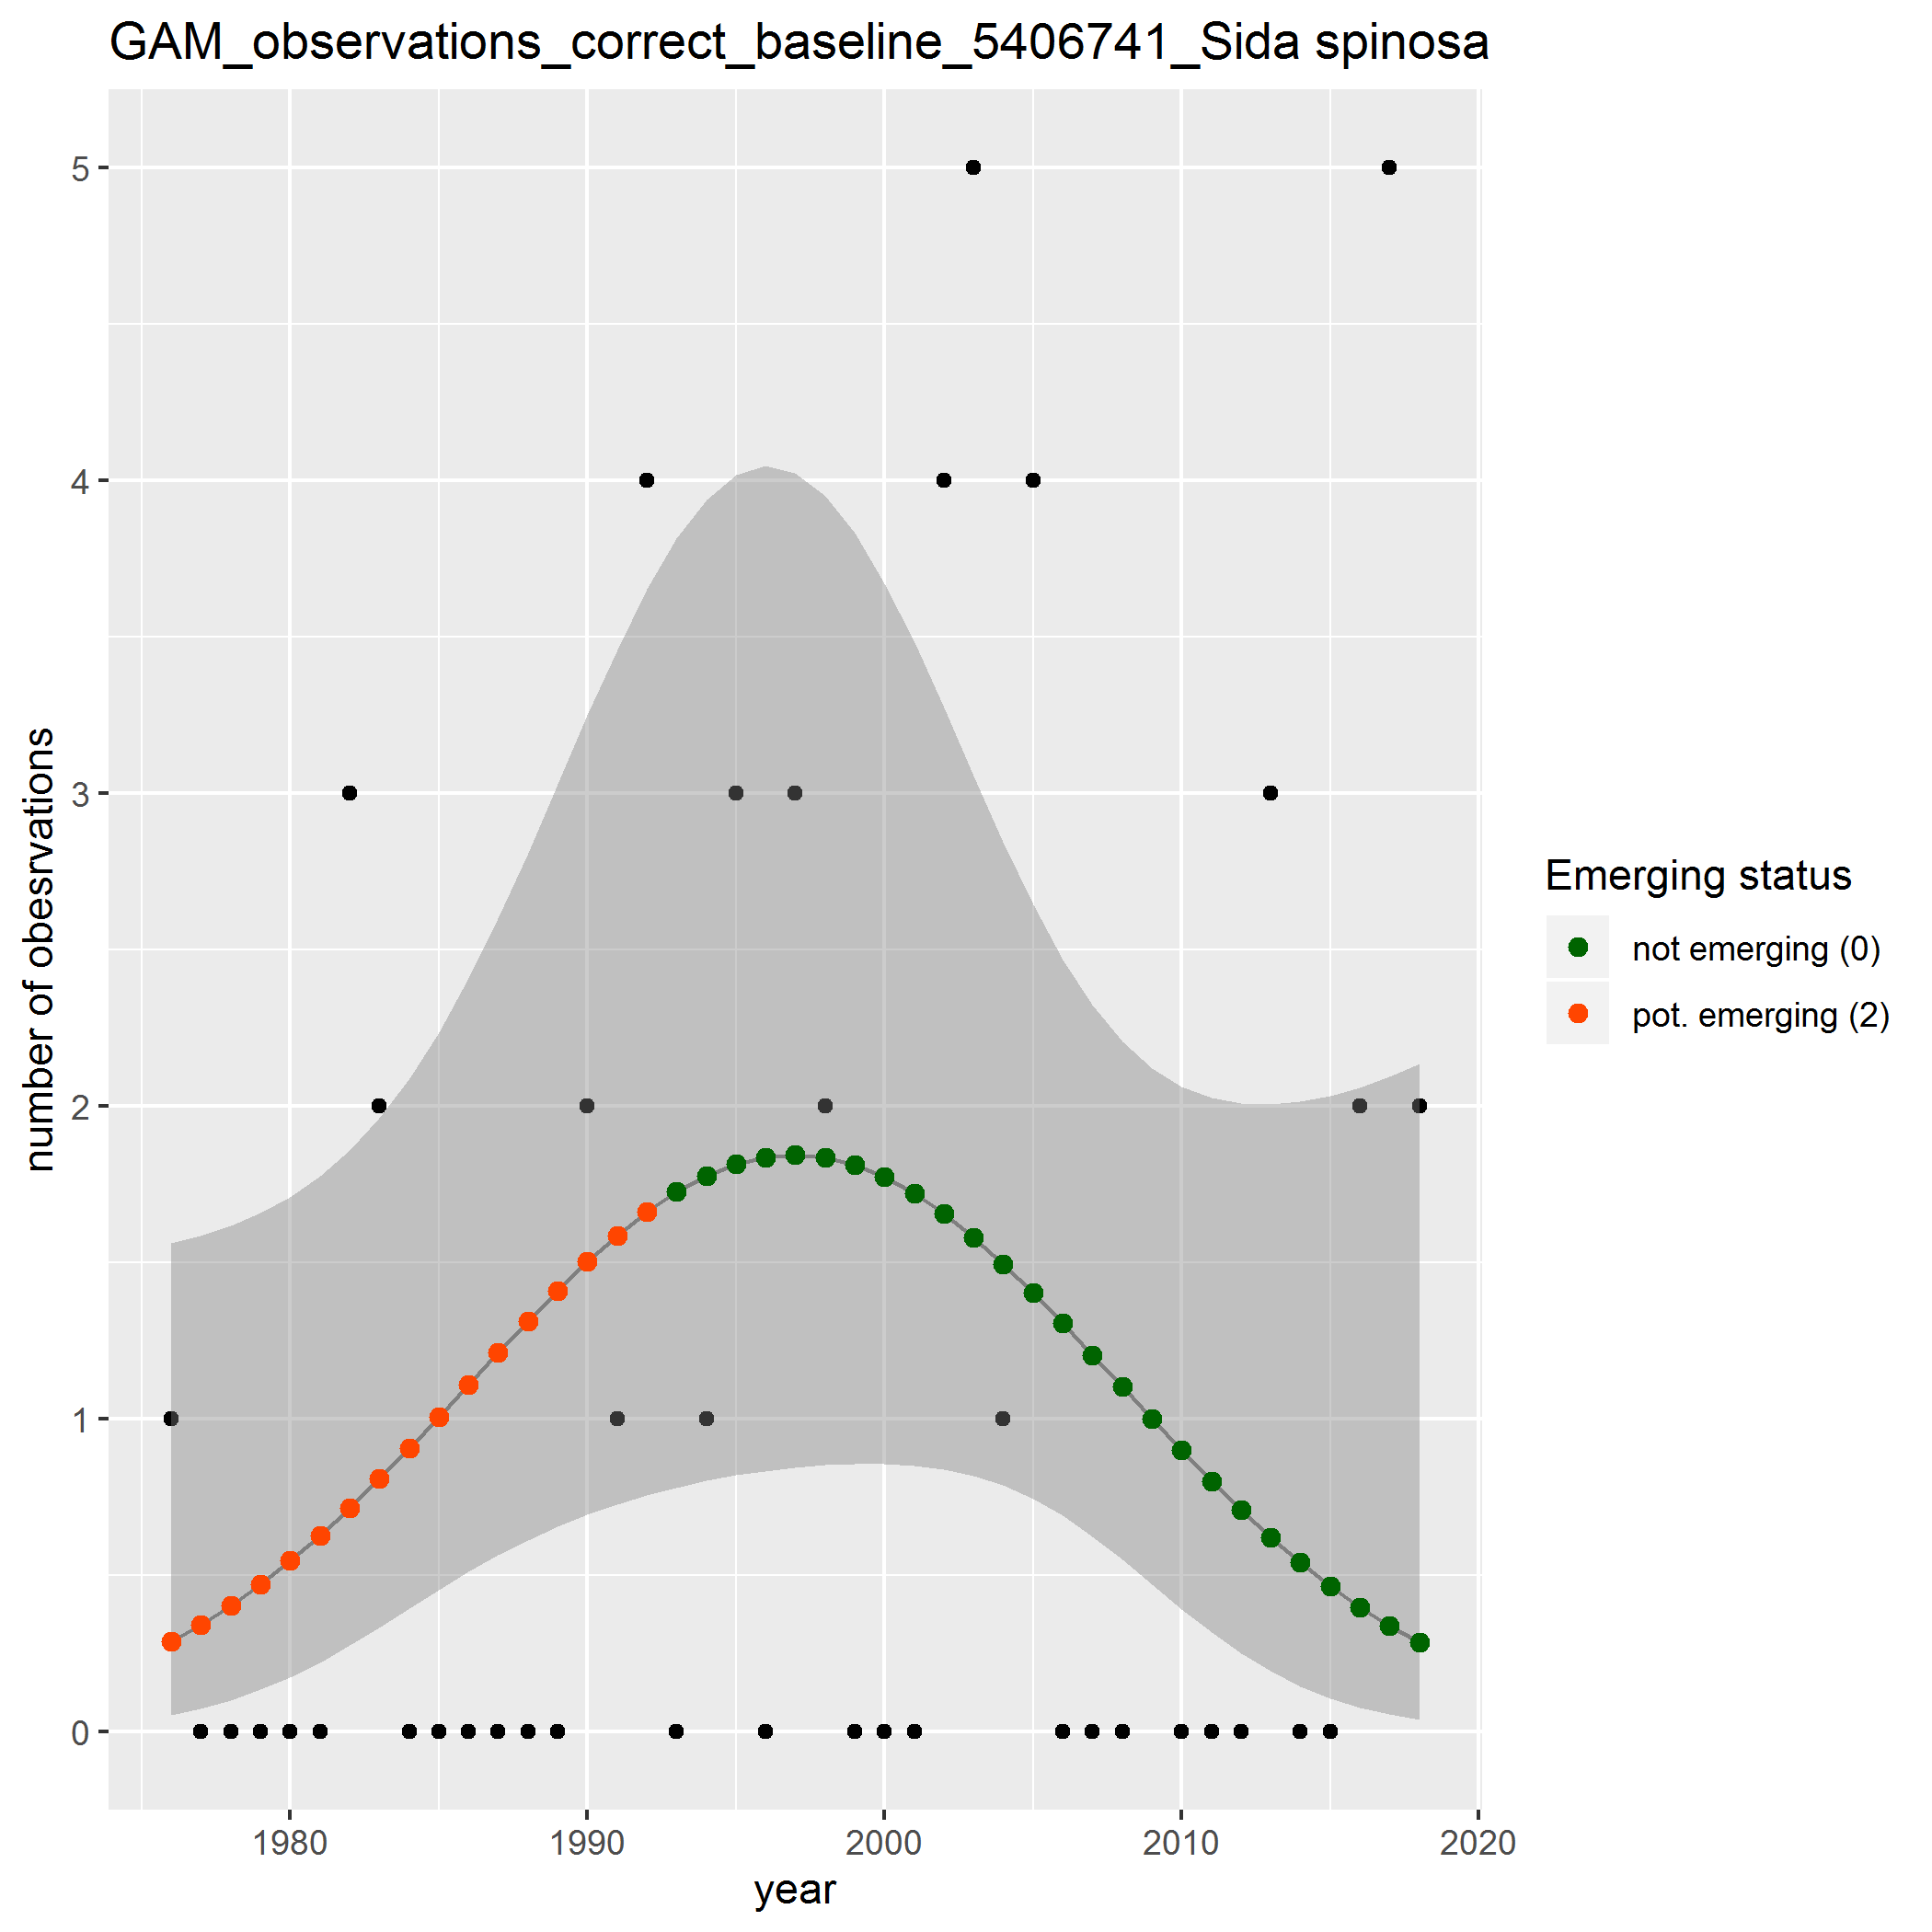 GAM_observations_correct_baseline_5406741_Sida spinosa
5
4
3
2
1
0
number of obesrvations
1980
1990
2000
2010
2020
year
Emerging status
not emerging (0)
pot. emerging (2)